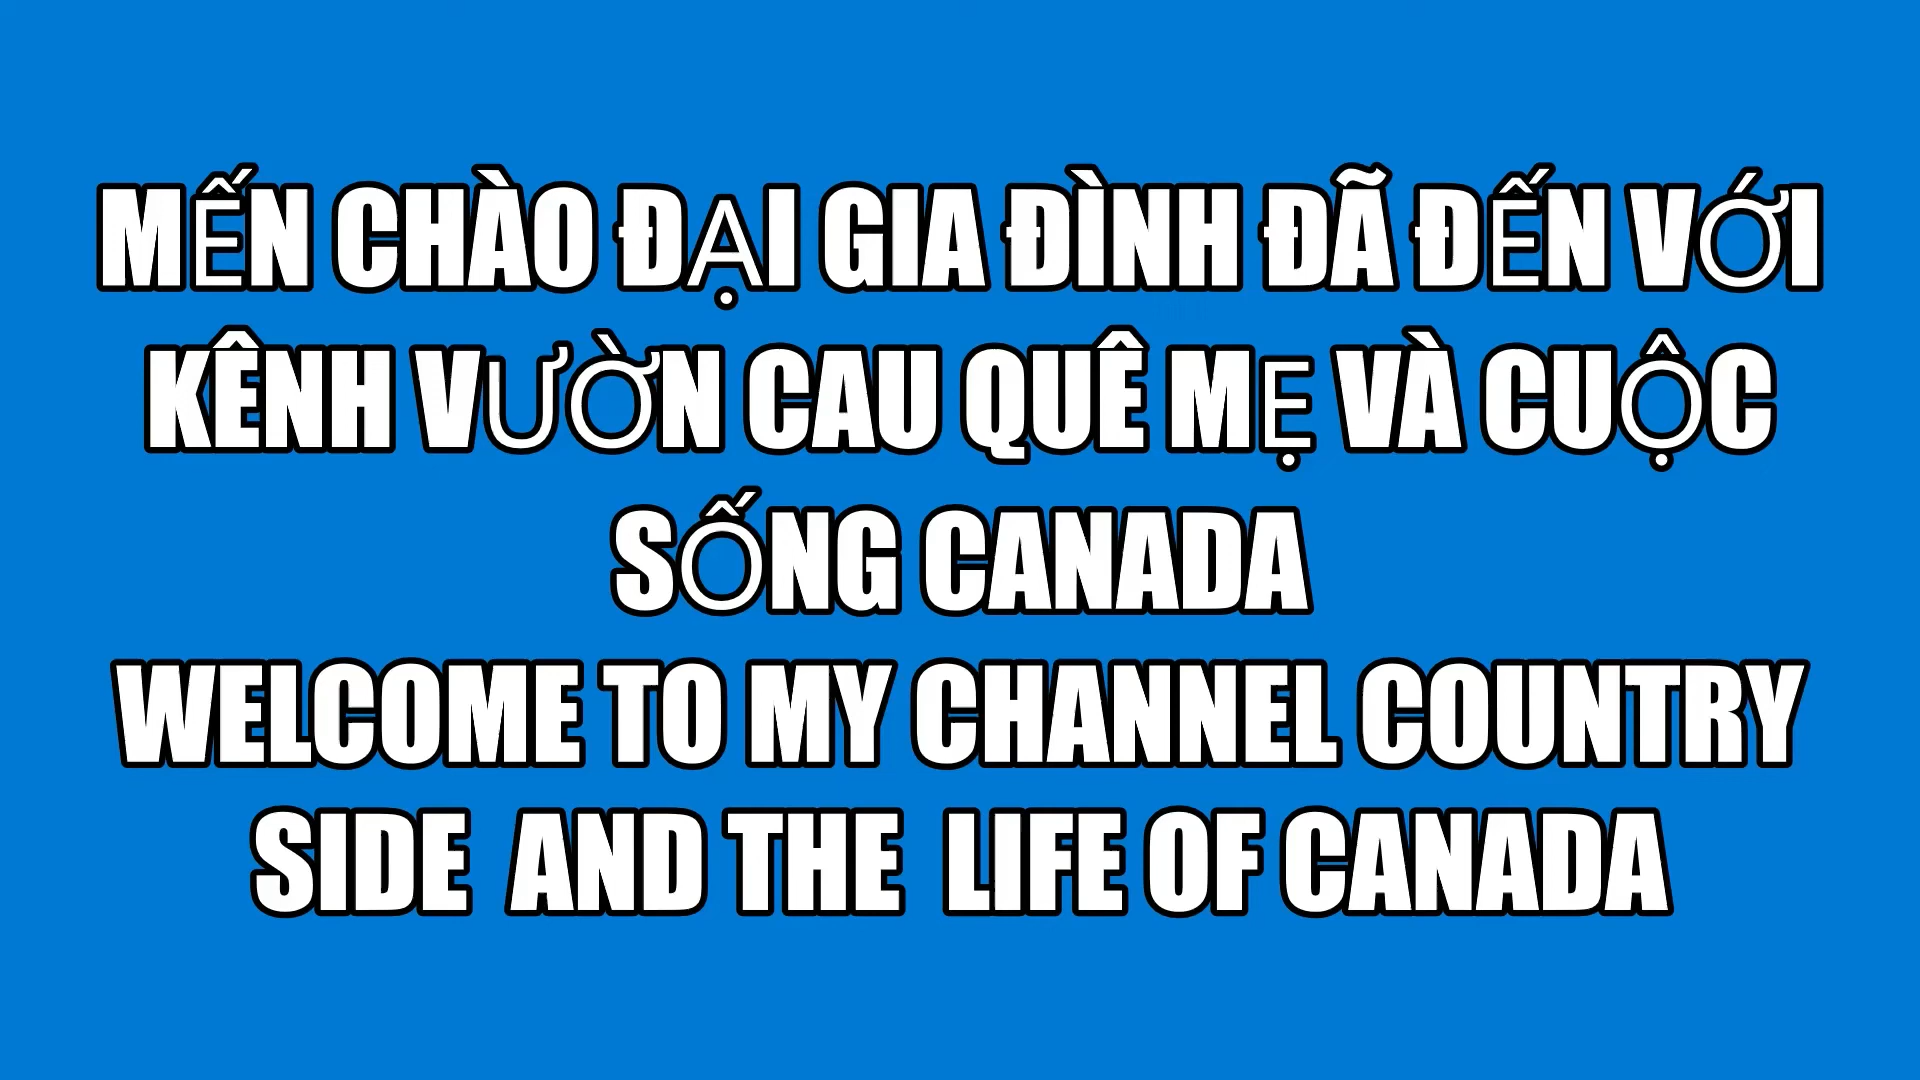 MẾN CHÀO ĐẠI GIA ĐÌNH ĐÃ ĐẾN VỚI
KÊNH VƯỜN CAU QUÊ MẸ VÀ CUỘC
SỐNG CANADA
WELCOME TO MY CHANNEL COUNTRY
SIDE  AND THE  LIFE OF CANADA